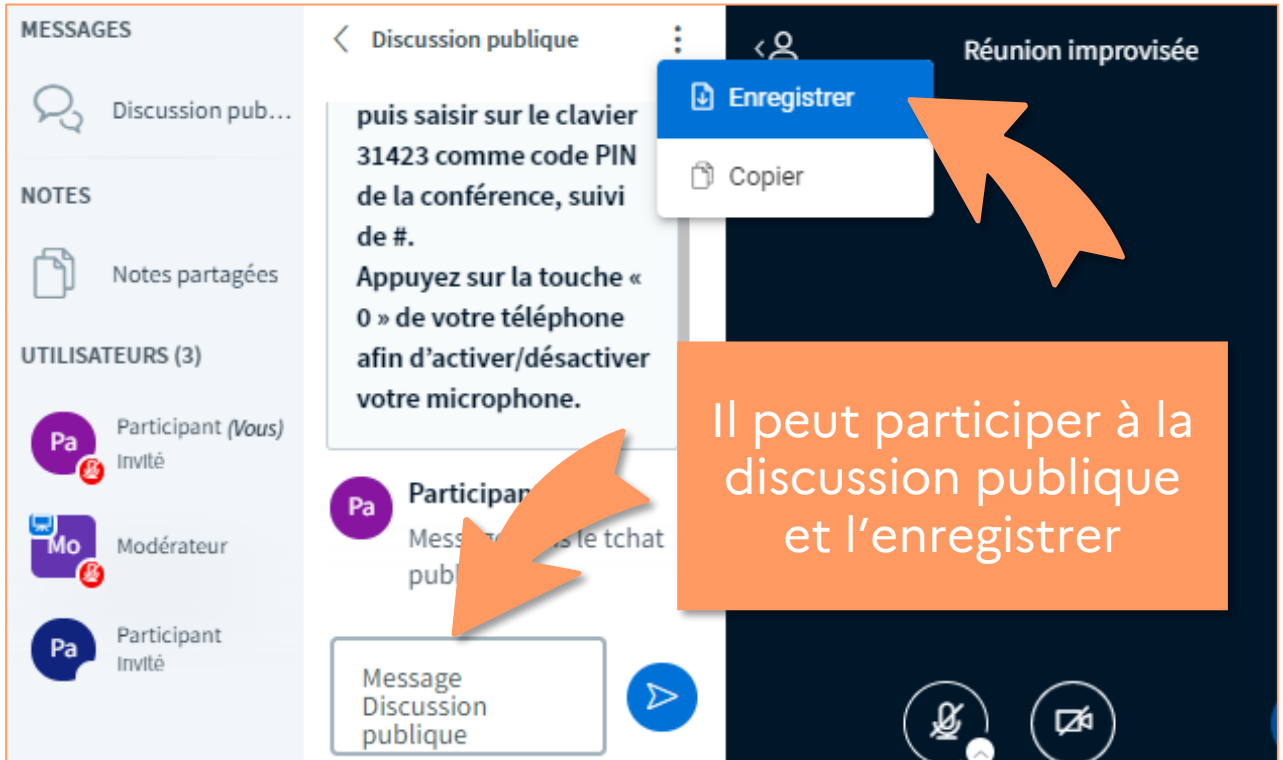 MESSAGES
Discussion pub...
NOTES
Notes partagées
UTILISATEURS (3)
Pa
Participant (Vous)
Invité
Mo
Modérateur
Pa
Participant
Invité
Discussion publique
puis saisir sur le clavier
31423 comme code PIN
de la conférence, suivi
de #.
Appuyez sur la touche «
0 » de votre téléphone
afin d'activer/désactiver
votre microphone.
Pa
le tchat
Message
Discussion
publique
Enregistrer
Copier
Réunion improvisée
Il peut participer à la
discussion publique
et l'enregistrer